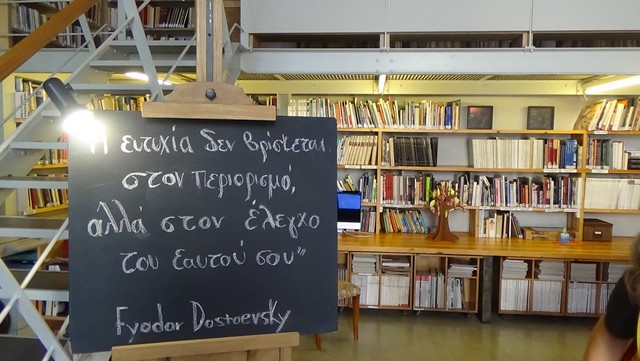 Η ευτυχία δεν βρίσκεται
στον περιορισμό,
αλλά στον έλεγχο
του εαυτού σου"
Fyodor Dostoevsky